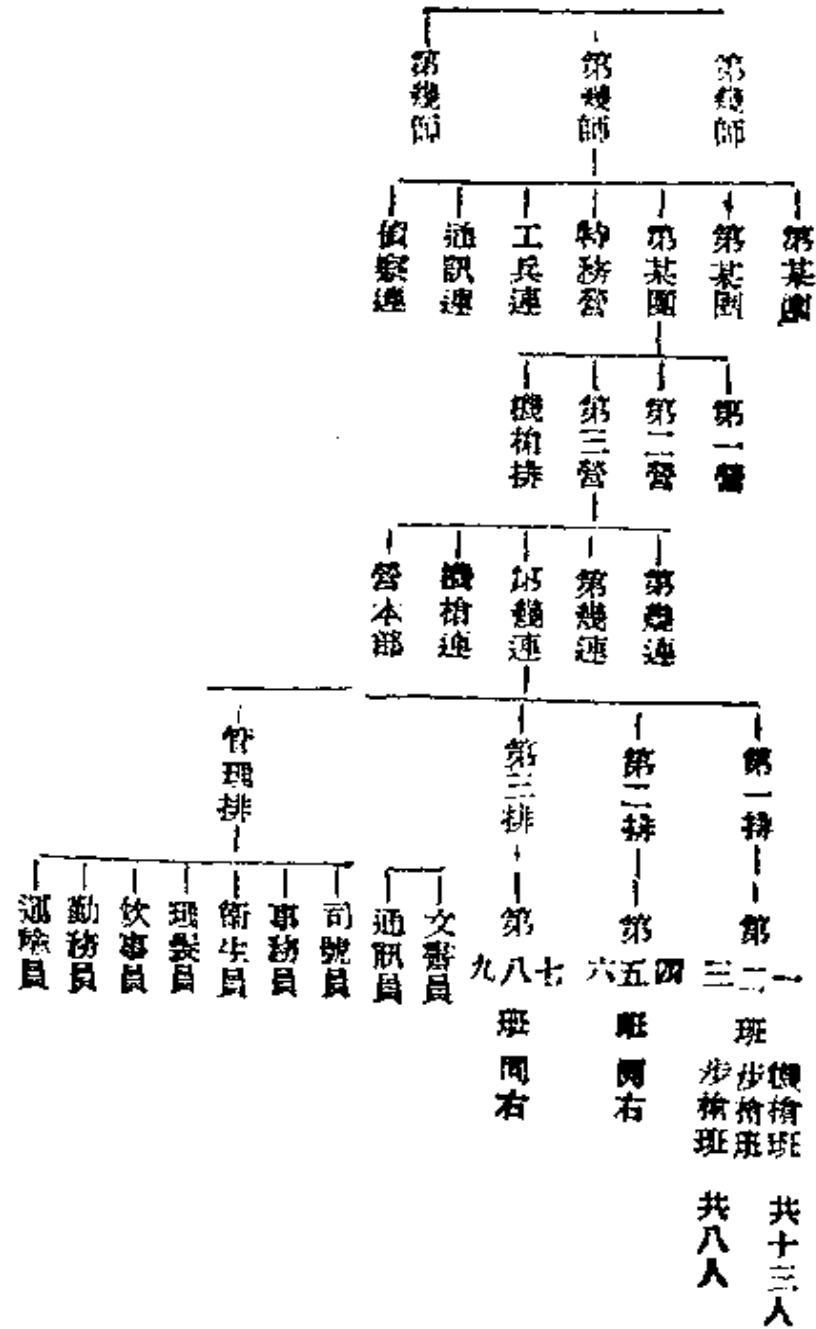 第幾師
第幾師
第幾師
第某團
第某團
第某團
特務營
工兵連
通訊連
偵察連
第一營
第二營
第三營
機槍排
第幾連
第幾連
第幾連
機槍連
營本部
第一排
第二排
第三排
管理排
第一二三班
機槍班 共十三人
步槍班
步槍班 共八人
第四五六班 同右
第七八九班 同右
文書員
通訊員
司號員
事務員
衛生員
理髮員
炊事員
勤務員
運輸員